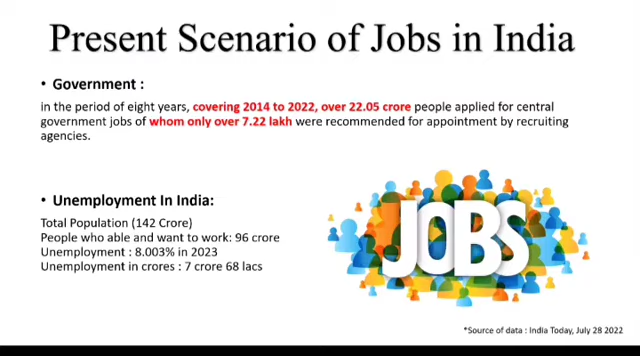 Present Scenario of Jobs in India
• Government :
in the period of eight years, covering 2014 to 2022, over 22.05 crore people applied for central
government jobs of whom only over 7.22 lakh were recommended for appointment by recruiting
agencies.
• Unemployment In India:
Total Population (142 Crore)
People who able and want to work: 96 crore
Unemployment : 8.003% in 2023
Unemployment in crores : 7 crore 68 lacs
JOBS
*Source of data : India Today, July 28 2022